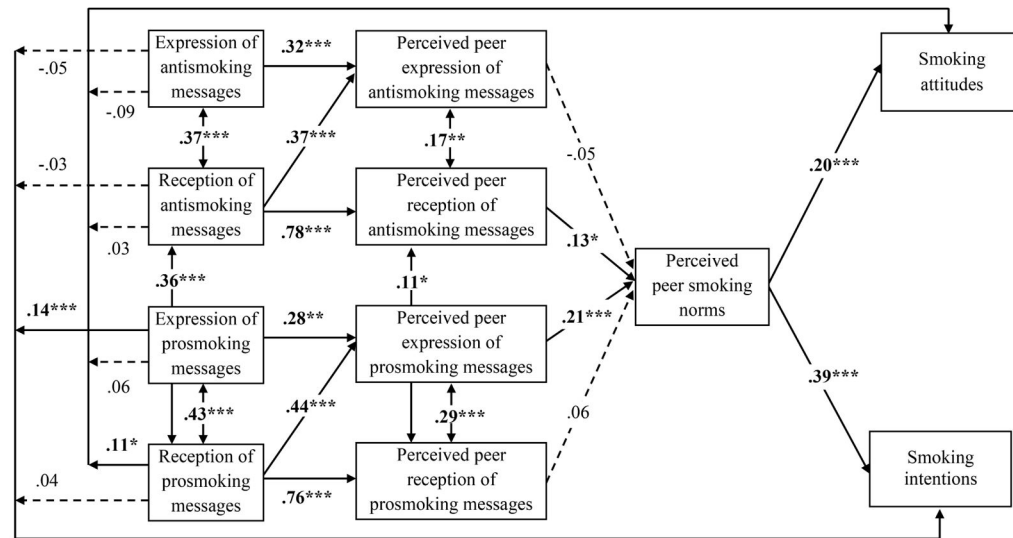 Expression of
antismoking
messages
.32***
Perceived peer
expression of
antismoking messages
Smoking
attitudes
-.05
-.09
.37***
.37***
.17**
-.05
.20***
-.03
Reception of
antismoking
messages
.78***
Perceived peer
reception of
antismoking messages
.13*
.03
.36***
.11*
Perceived
peer smoking
norms
.14***
Expression of
prosmoking
messages
.28**
Perceived peer
expression of
prosmoking messages
.21***
.06
.43***
.44***
.29***
.06
.39***
.11*
Reception of
prosmoking
messages
.76***
Perceived peer
reception of
prosmoking messages
Smoking
intentions
.04